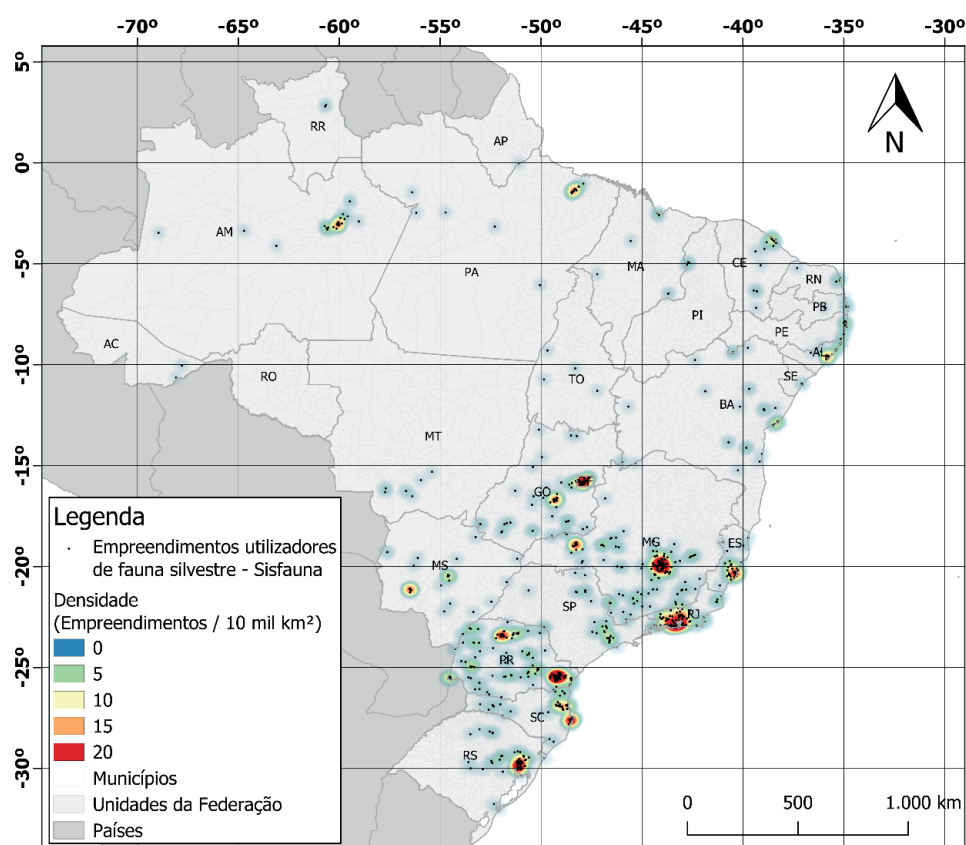 -70º -65º -60º -55º -50º -45º -40º -35º -30º
5º
0º
-5º
-10º
-15º
-20º
-25º
-30º
N
RR
AP
AM
PA
MA
CE
RN
PB
PI
PE
AC
AL
RO
TO
SE
BA
MT
GO
MG
ES
MS
SP
RJ
PR
SC
RS
Legenda
Empreendimentos utilizadores
de fauna silvestre - Sisfauna
Densidade
(Empreendimentos / 10 mil km²)
0
5
10
15
20
Municípios
Unidades da Federação
Países
0 500 1.000 km